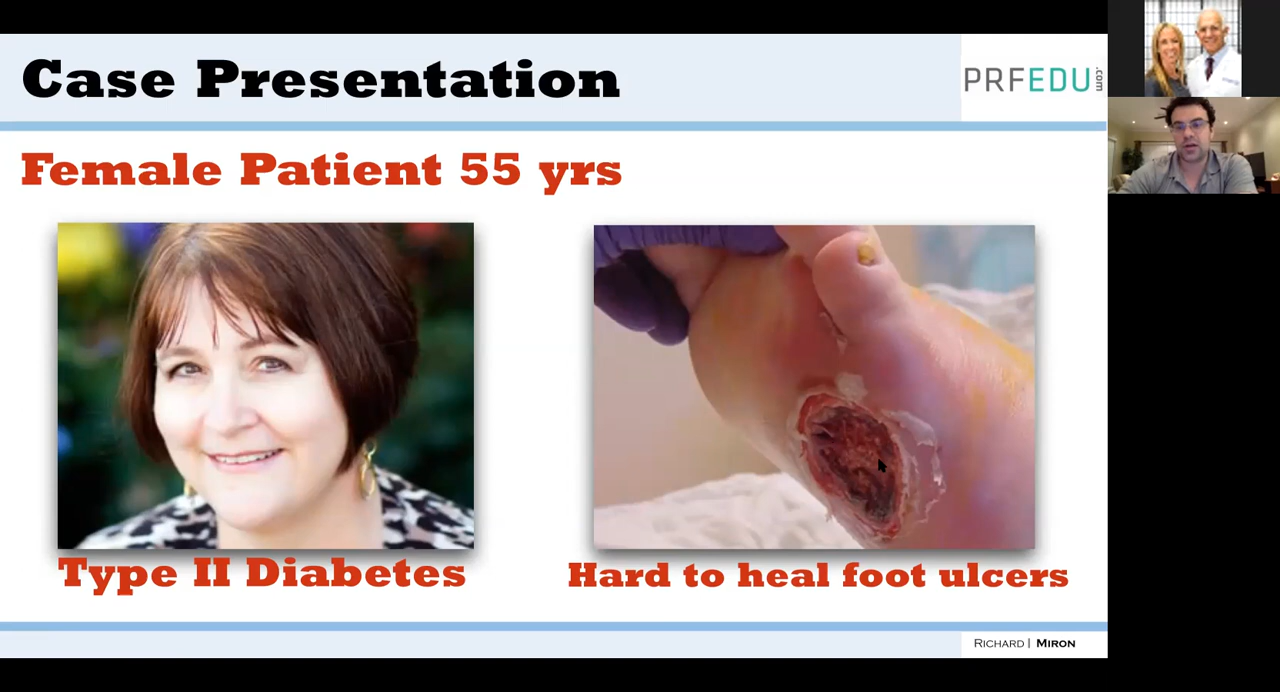 Case Presentation
PRFEDU.com
Female Patient 55 yrs
Type II Diabetes
Hard to heal foot ulcers
RICHARD | MIRON